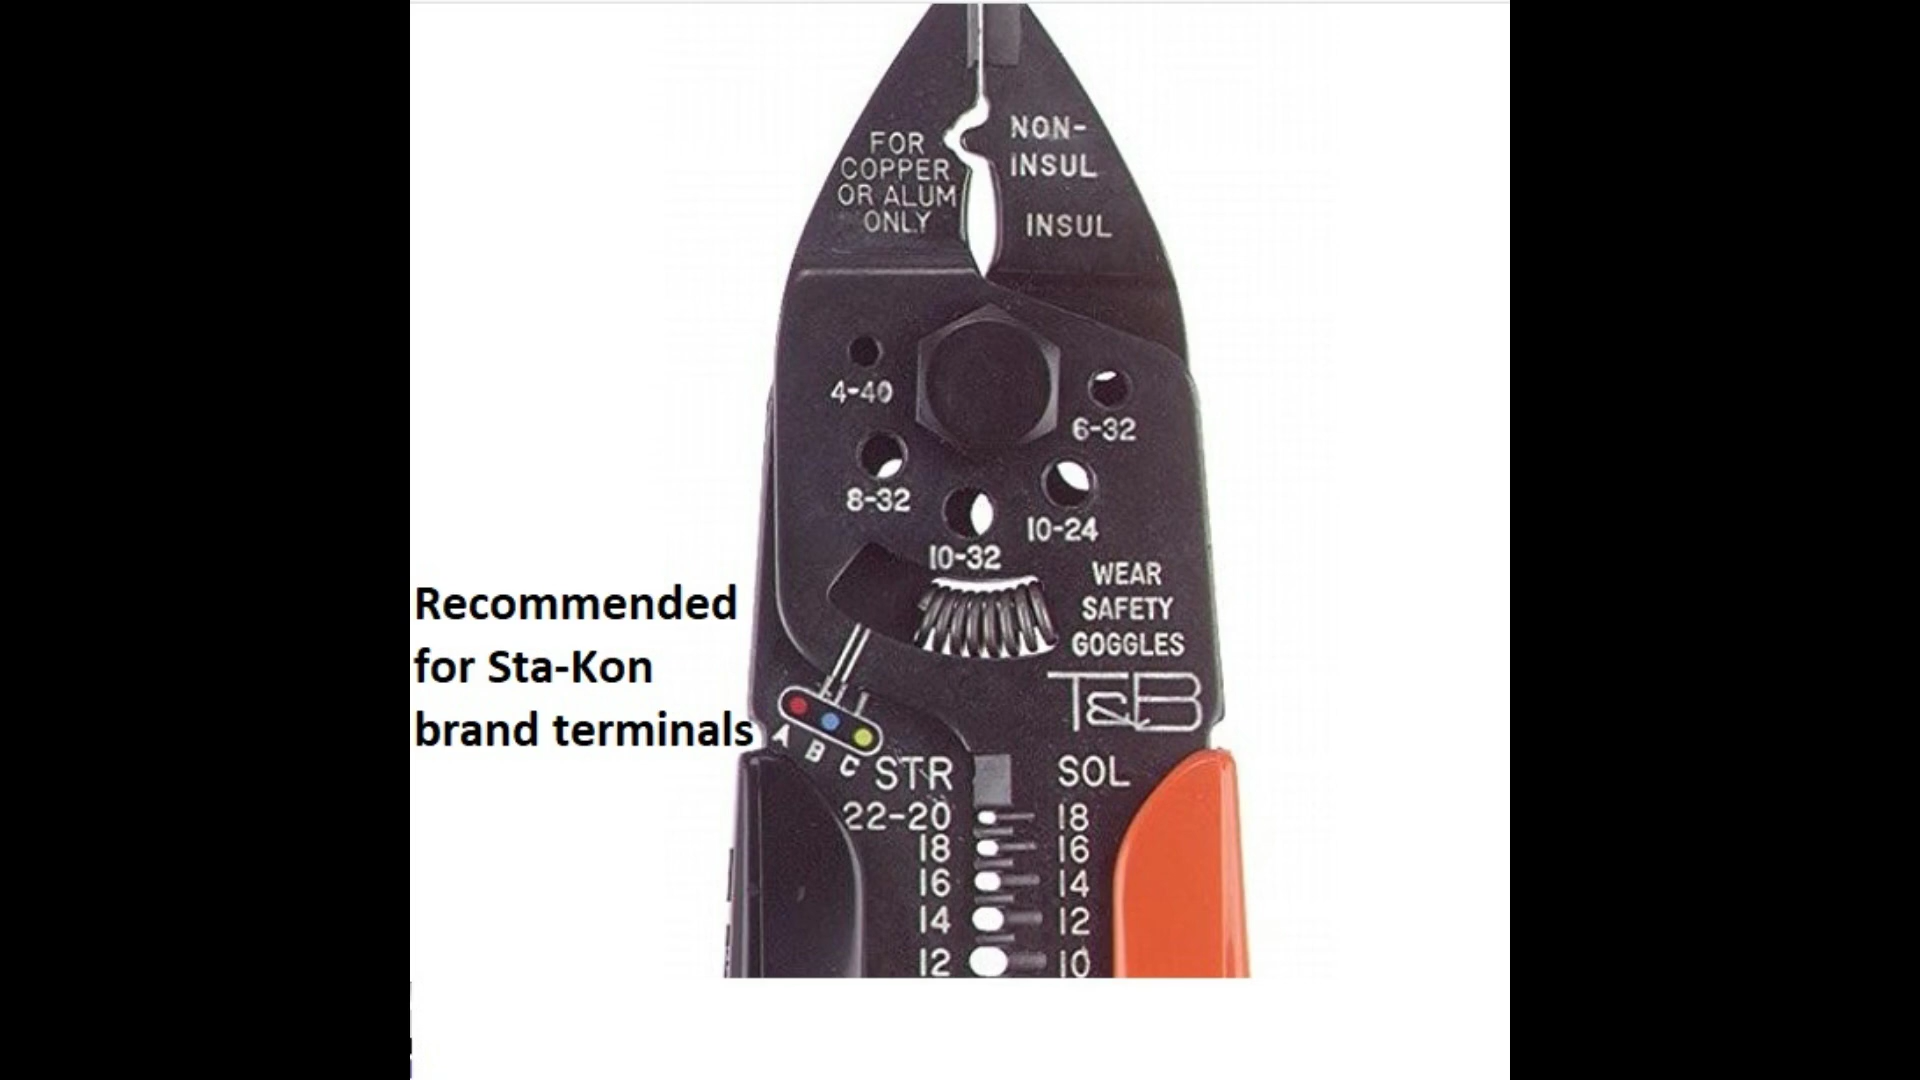 FOR
COPPER
OR ALUM
ONLY
NON-
INSUL
INSUL
4-40
6-32
8-32
10-24
10-32
WEAR
SAFETY
GOGGLES
T&B
Recommended
for Sta-Kon
brand terminals
A B C
STR SOL
22-20 18
18 16
16 14
14 12
12 10